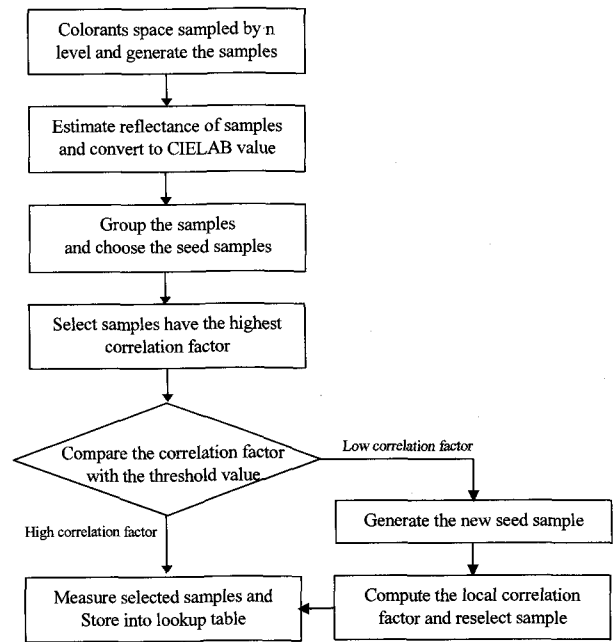 Colorants space sampled by n
level and generate the samples
Estimate reflectance of samples
and convert to CIELAB value
Group the samples
and choose the seed samples
Select samples have the highest
correlation factor
Compare the correlation factor
with the threshold value
Low correlation factor
High correlation factor
Generate the new seed sample
Compute the local correlation
factor and reselect sample
Measure selected samples and
Store into lookup table